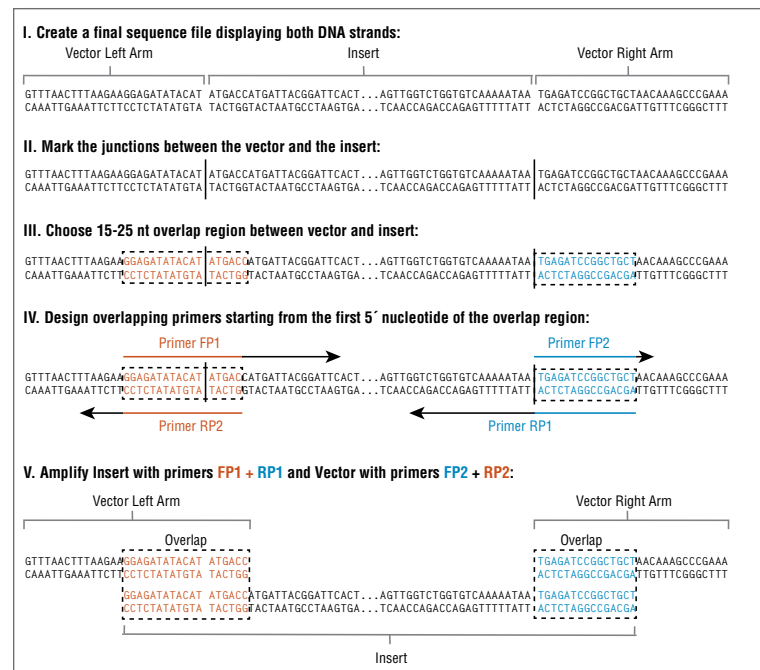 I. Create a final sequence file displaying both DNA strands:
Vector Left Arm Insert Vector Right Arm
GTTTAACTTTAAGAAGGAGATATACAT ATGACCATGATTACGGATTCACT...AGTTGGTCTGGTGTCAAAAATAA TGAGATCCGGCTGCTAACAAAGCCCGAAA
CAAATTGAAATTCTTCCTCTATATGTA TACTGGTACTAATGCCTAAGTGA...TCAACCAGACCAGAGTTTTTATT ACTCTAGGCCGACGATTGTTTCGGGCTTT
II. Mark the junctions between the vector and the insert:
GTTTAACTTTAAGAAGGAGATATACAT ATGACCATGATTACGGATTCACT...AGTTGGTCTGGTGTCAAAAATAA TGAGATCCGGCTGCTAACAAAGCCCGAAA
CAAATTGAAATTCTTCCTCTATATGTA TACTGGTACTAATGCCTAAGTGA...TCAACCAGACCAGAGTTTTTATT ACTCTAGGCCGACGATTGTTTCGGGCTTT
III. Choose 15-25 nt overlap region between vector and insert:
GTTTAACTTTAAGAAGGAGATATACAT ATGACCATGATTACGGATTCACT...AGTTGGTCTGGTGTCAAAAATAA TGAGATCCGGCTGCTAACAAAGCCCGAAA
CAAATTGAAATTCTTCCTCTATATGTA TACTGGTACTAATGCCTAAGTGA...TCAACCAGACCAGAGTTTTTATT ACTCTAGGCCGACGATTGTTTCGGGCTTT
IV. Design overlapping primers starting from the first 5´ nucleotide of the overlap region:
Primer FP1 Primer FP2
GTTTAACTTTAAGAAGGAGATATACAT ATGACCATGATTACGGATTCACT...AGTTGGTCTGGTGTCAAAAATAA TGAGATCCGGCTGCTAACAAAGCCCGAAA
CAAATTGAAATTCTTCCTCTATATGTA TACTGGTACTAATGCCTAAGTGA...TCAACCAGACCAGAGTTTTTATT ACTCTAGGCCGACGATTGTTTCGGGCTTT
Primer RP2 Primer RP1
V. Amplify Insert with primers FP1 + RP1 and Vector with primers FP2 + RP2:
Vector Left Arm Vector Right Arm
Overlap Overlap
GTTTAACTTTAAGAAGGAGATATACAT ATGACC TGAGATCCGGCTGCTAACAAAGCCCGAAA
CAAATTGAAATTCTTCCTCTATATGTA TACTGG ACTCTAGGCCGACGATTGTTTCGGGCTTT
GGAGATATACAT ATGACCATGATTACGGATTCACT...AGTTGGTCTGGTGTCAAAAATAA TGAGATCCGGCTGCT
CCTCTATATGTA TACTGGTACTAATGCCTAAGTGA...TCAACCAGACCAGAGTTTTTATT ACTCTAGGCCGACGA
Insert